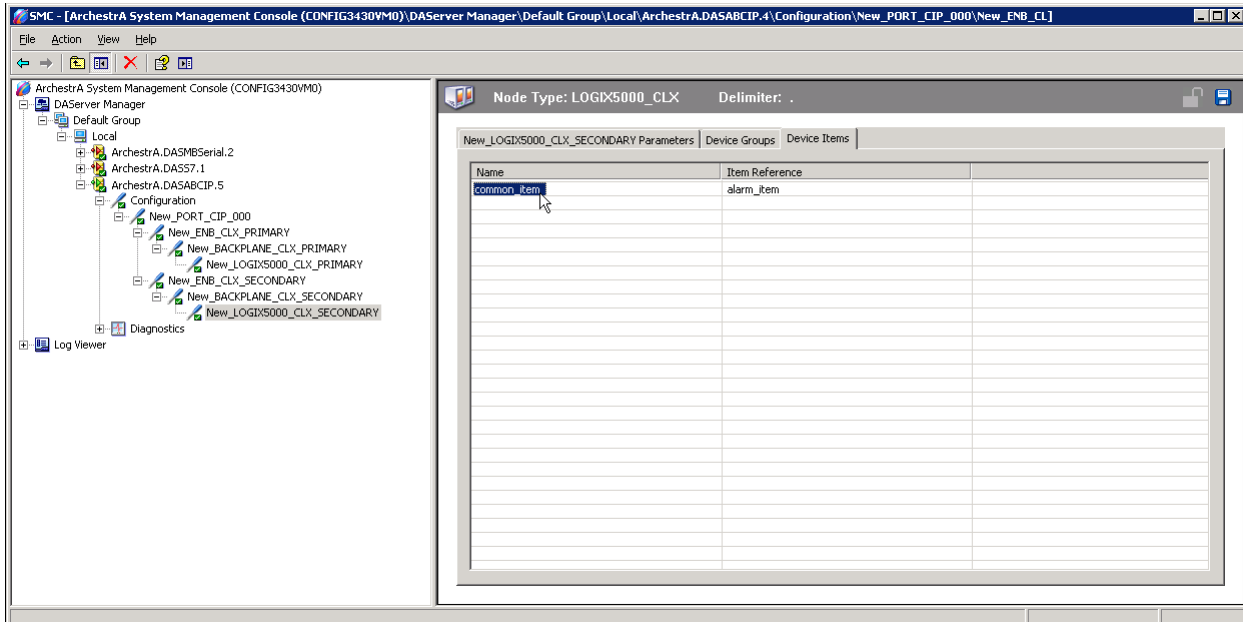 SMC - [ArchestrA System Management Console (CONFIG3430VM0)\DAServer Manager\Default Group\Local\ArchestrA.DASABCIP.4\Configuration\New_PORT_CIP_000\New_ENB_CL]
File Action View Help
ArchestrA System Management Console (CONFIG3430VM0)
DAServer Manager
Default Group
Local
ArchestrA.DASMBSerial.2
ArchestrA.DASS7.1
ArchestrA.DASABCIP.5
Configuration
New_PORT_CIP_000
New_ENB_CLX_PRIMARY
New_BACKPLANE_CLX_PRIMARY
New_LOGIX5000_CLX_PRIMARY
New_ENB_CLX_SECONDARY
New_BACKPLANE_CLX_SECONDARY
New_LOGIX5000_CLX_SECONDARY
Diagnostics
Log Viewer
Node Type: LOGIX5000_CLX Delimiter: .
New_LOGIX5000_CLX_SECONDARY Parameters Device Groups Device Items
Name Item Reference
common_item alarm_item